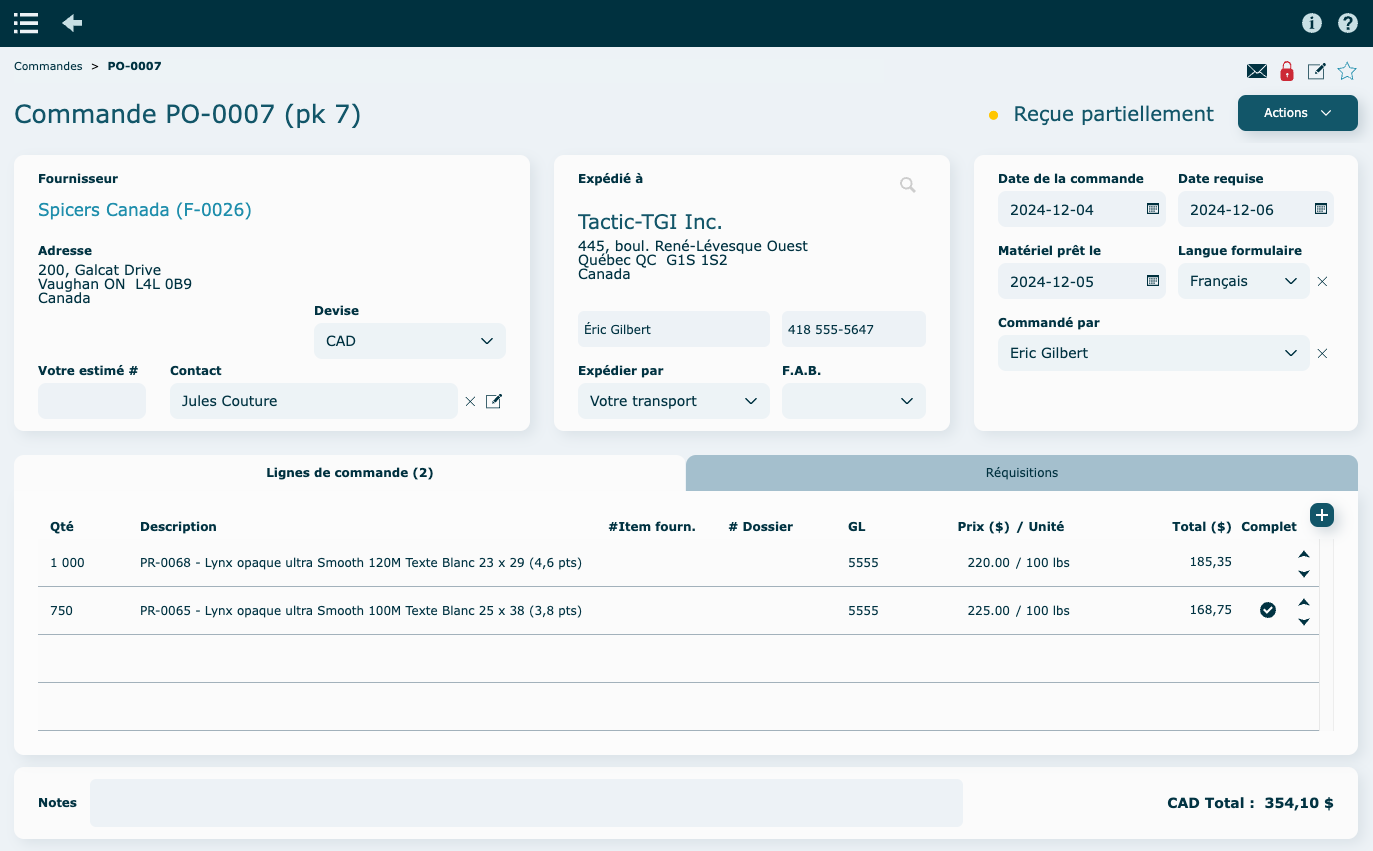 Commandes > PO-0007
Commande PO-0007 (pk 7)
Reçue partiellement
Actions
Fournisseur
Spicers Canada (F-0026)
Adresse
200, Galcat Drive
Vaughan ON  L4L 0B9
Canada
Devise
CAD
Votre estimé #
Contact
Jules Couture
Expédié à
Tactic-TGI Inc.
445, boul. René-Lévesque Ouest
Québec QC  G1S 1S2
Canada
Éric Gilbert
418 555-5647
Expédier par
F.A.B.
Votre transport
Date de la commande
Date requise
2024-12-04
2024-12-06
Matériel prêt le
Langue formulaire
2024-12-05
Français
Commandé par
Eric Gilbert
Lignes de commande (2)
Réquisitions
Qté Description #Item fourn. # Dossier GL Prix ($) / Unité Total ($) Complet
1 000 PR-0068 - Lynx opaque ultra Smooth 120M Texte Blanc 23 x 29 (4,6 pts) 5555 220.00 / 100 lbs 185,35
750 PR-0065 - Lynx opaque ultra Smooth 100M Texte Blanc 25 x 38 (3,8 pts) 5555 225.00 / 100 lbs 168,75
Notes
CAD Total : 354,10 $